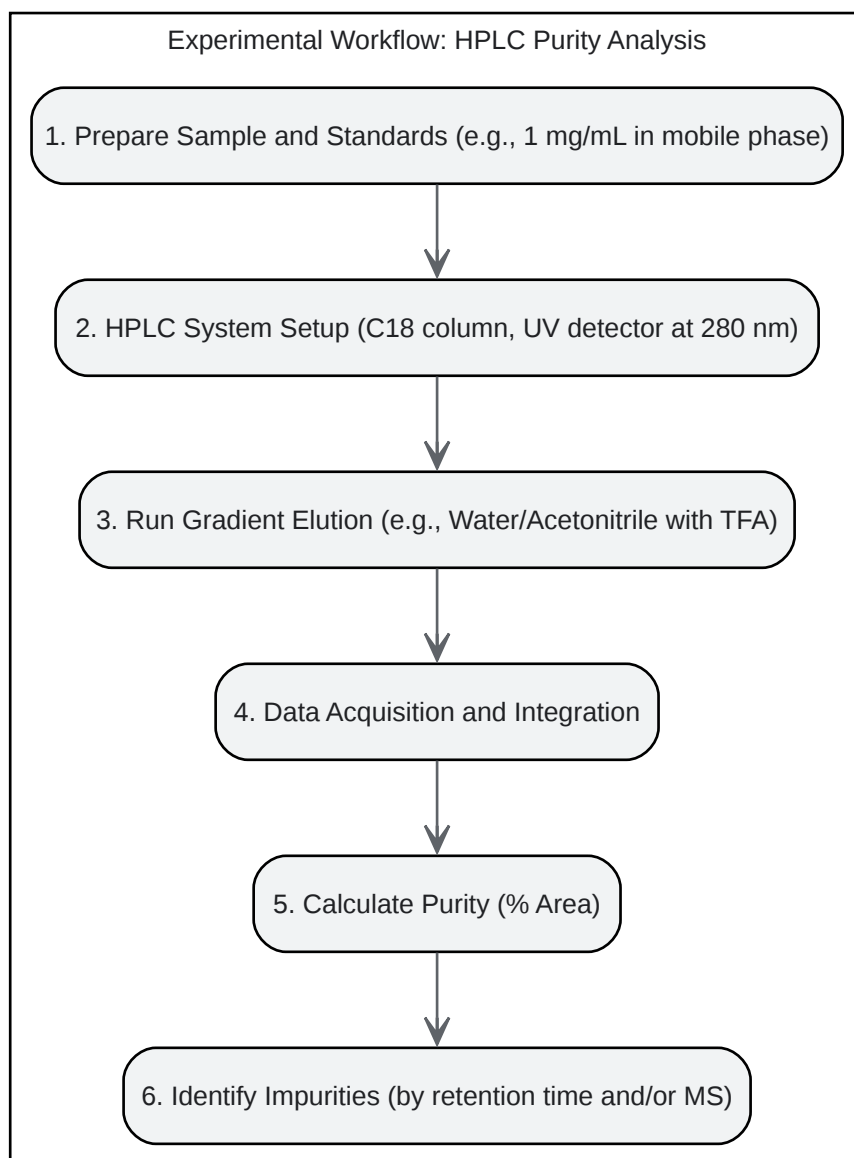 Experimental Workflow: HPLC Purity Analysis
1. Prepare Sample and Standards (e.g., 1 mg/mL in mobile phase)
2. HPLC System Setup (C18 column, UV detector at 280 nm)
3. Run Gradient Elution (e.g., Water/Acetonitrile with TFA)
4. Data Acquisition and Integration
5. Calculate Purity (% Area)
6. Identify Impurities (by retention time and/or MS)